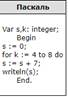 Паскаль
Var s,k: integer;
Begin
s := 0;
for k := 4 to 8 do
s := s + 7;
writeln(s);
End.